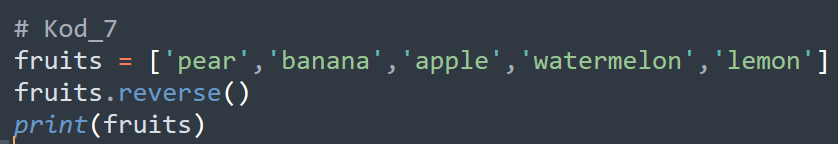 # Kod_7
fruits = ['pear','banana','apple','watermelon','lemon']
fruits.reverse()
print(fruits)